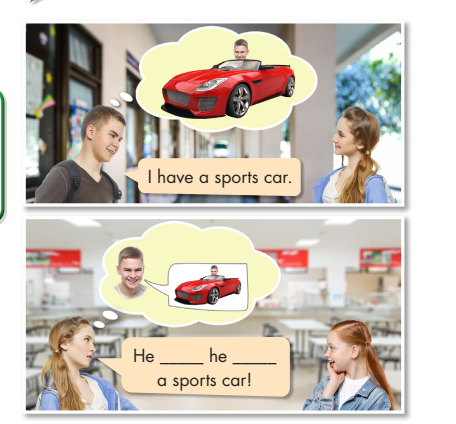 I have a sports car.
He _____ he _____
a sports car!